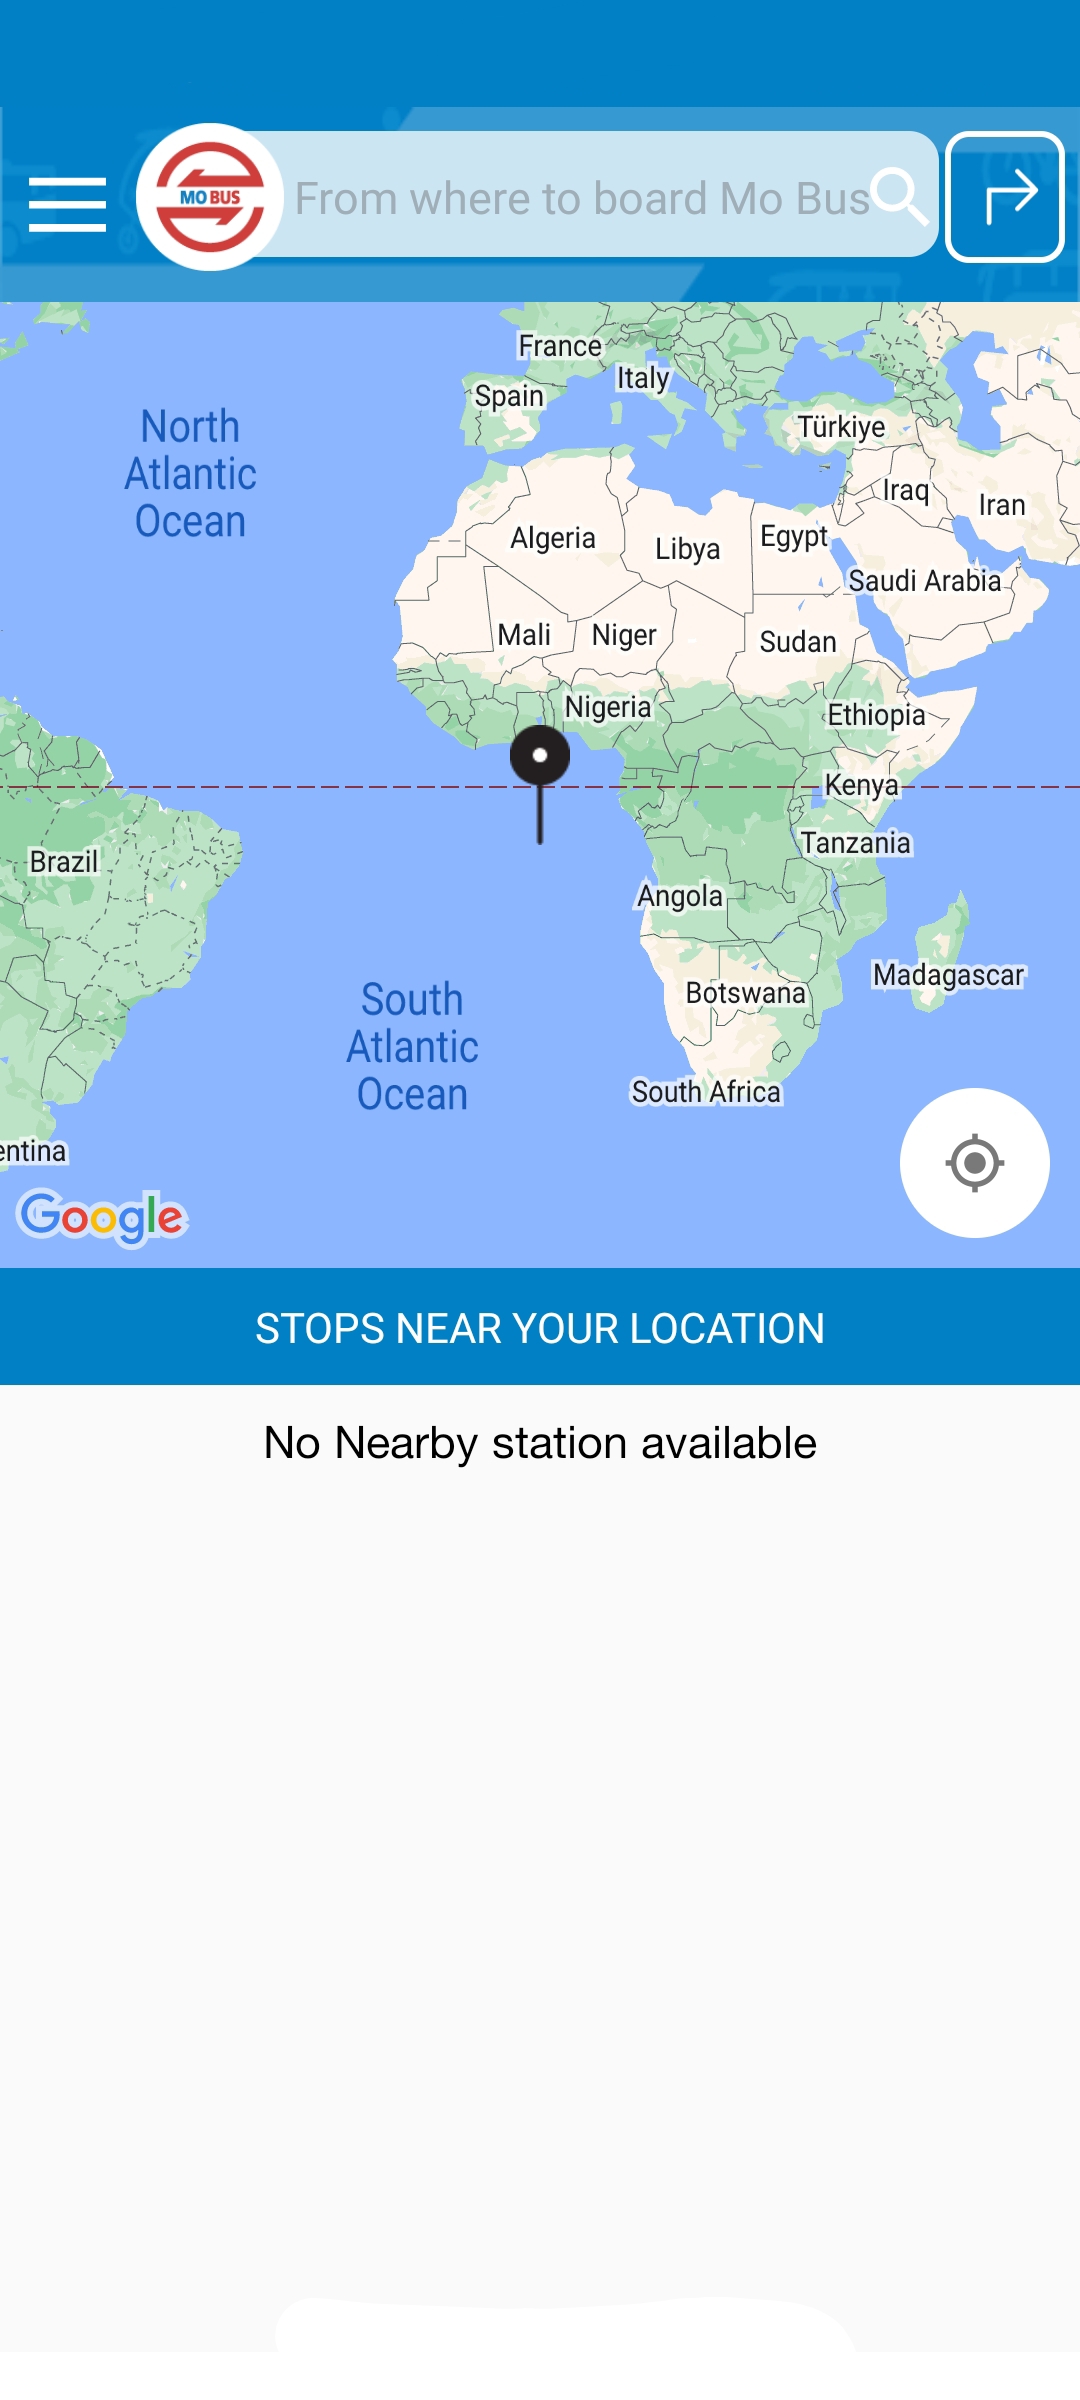 MO BUS
From where to board Mo Bus
France
Italy
Spain
Türkiye
North
Atlantic
Ocean
Iraq
Iran
Algeria
Libya
Egypt
Saudi Arabia
Mali
Niger
Sudan
Nigeria
Ethiopia
Kenya
Tanzania
Brazil
Angola
Madagascar
Botswana
South
Atlantic
Ocean
South Africa
entina
Google
STOPS NEAR YOUR LOCATION
No Nearby station available